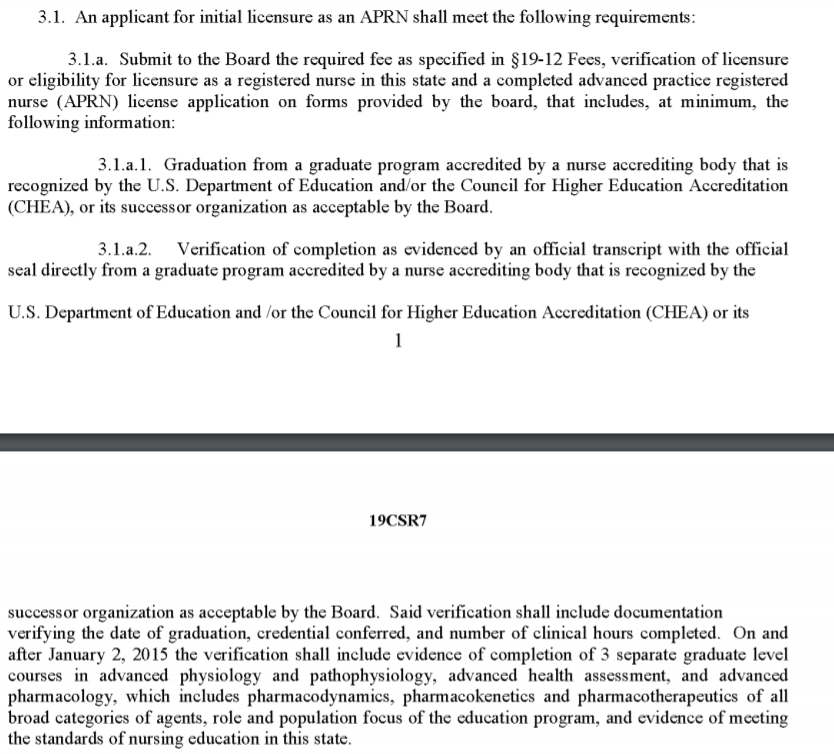 3.1. An applicant for initial licensure as an APRN shall meet the following requirements:
3.1.a. Submit to the Board the required fee as specified in §19-12 Fees, verification of licensure
or eligibility for licensure as a registered nurse in this state and a completed advanced practice registered
nurse (APRN) license application on forms provided by the board, that includes, at minimum, the
following information:
3.1.a.1. Graduation from a graduate program accredited by a nurse accrediting body that is
recognized by the U.S. Department of Education and/or the Council for Higher Education Accreditation
(CHEA), or its successor organization as acceptable by the Board.
3.1.a.2. Verification of completion as evidenced by an official transcript with the official
seal directly from a graduate program accredited by a nurse accrediting body that is recognized by the
U.S. Department of Education and /or the Council for Higher Education Accreditation (CHEA) or its
1
19CSR7
successor organization as acceptable by the Board. Said verification shall include documentation
verifying the date of graduation, credential conferred, and number of clinical hours completed. On and
after January 2, 2015 the verification shall include evidence of completion of 3 separate graduate level
courses in advanced physiology and pathophysiology, advanced health assessment, and advanced
pharmacology, which includes pharmacodynamics, pharmacokenetics and pharmacotherapeutics of all
broad categories of agents, role and population focus of the education program, and evidence of meeting
the standards of nursing education in this state.